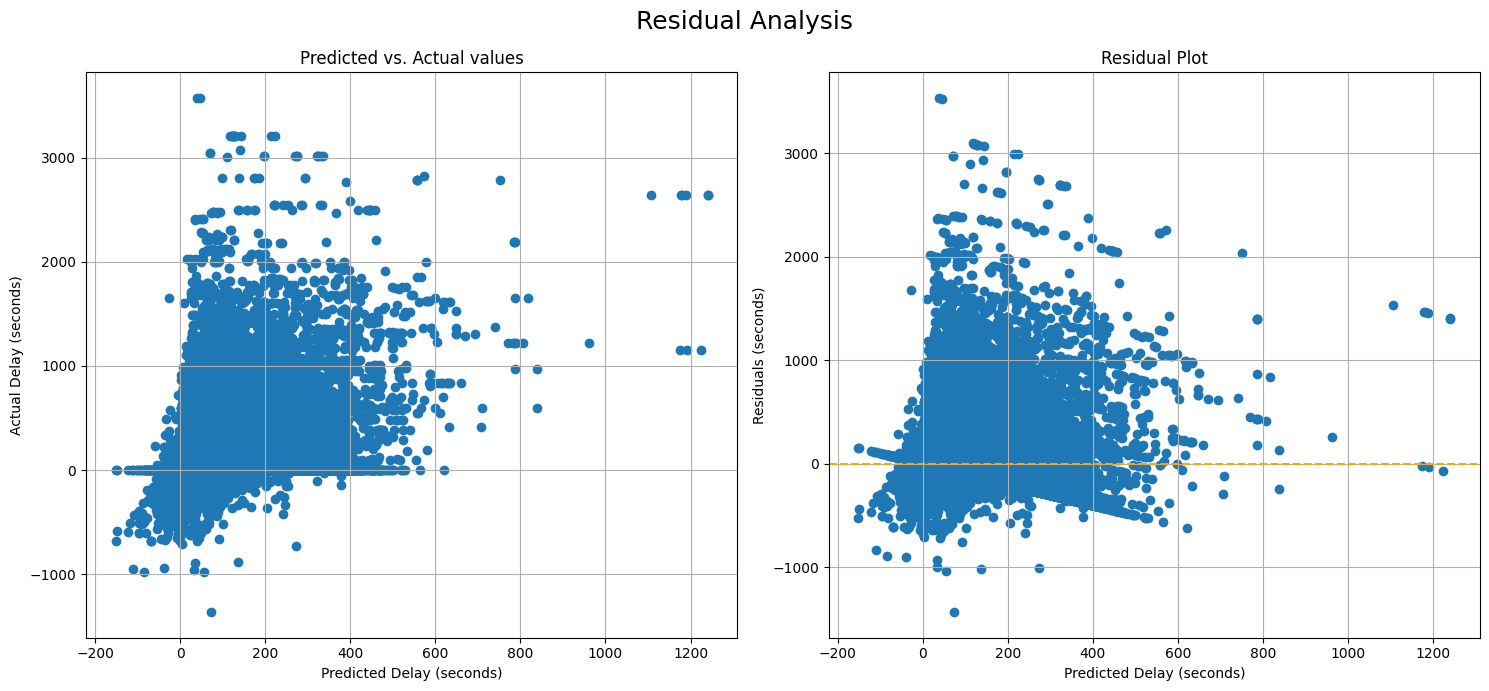 Residual Analysis
Predicted vs. Actual values
Actual Delay (seconds)
3000
2000
1000
0
−1000
−200 0 200 400 600 800 1000 1200
Predicted Delay (seconds)
Residual Plot
Residuals (seconds)
3000
2000
1000
0
−1000
−200 0 200 400 600 800 1000 1200
Predicted Delay (seconds)